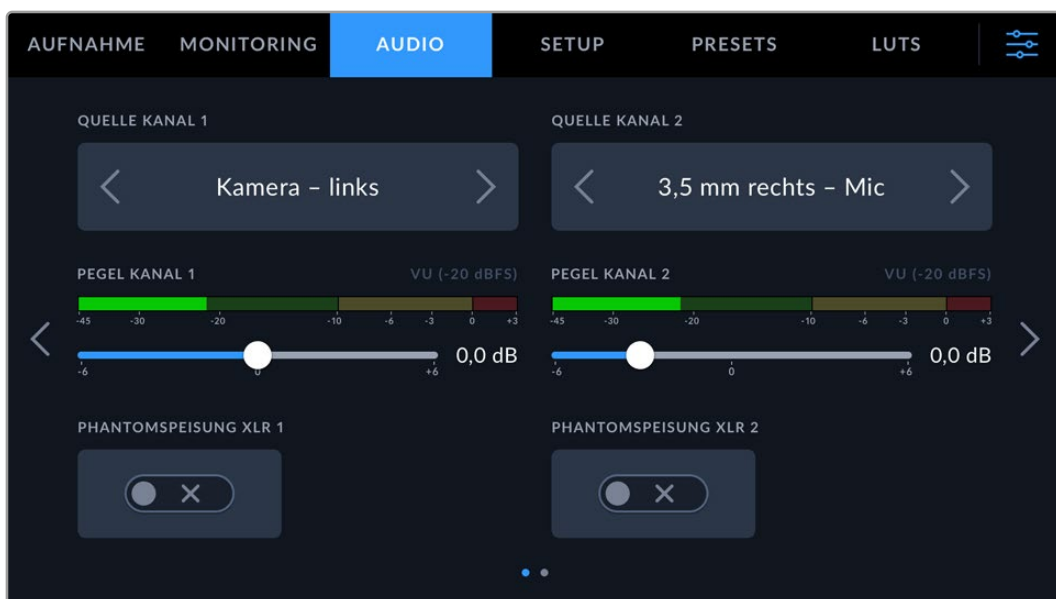 AUFNAHME MONITORING AUDIO SETUP PRESETS LUTS
QUELLE KANAL 1 QUELLE KANAL 2
Kamera – links 3,5 mm rechts – Mic
PEGEL KANAL 1 VU (-20 dBFS) PEGEL KANAL 2 VU (-20 dBFS)
-45 -30 -20 -10 -6 -3 0 +3 -45 -30 -20 -10 -6 -3 0 +3
0,0 dB 0,0 dB
-6 0 +6 -6 0 +6
PHANTOMSPEISUNG XLR 1 PHANTOMSPEISUNG XLR 2